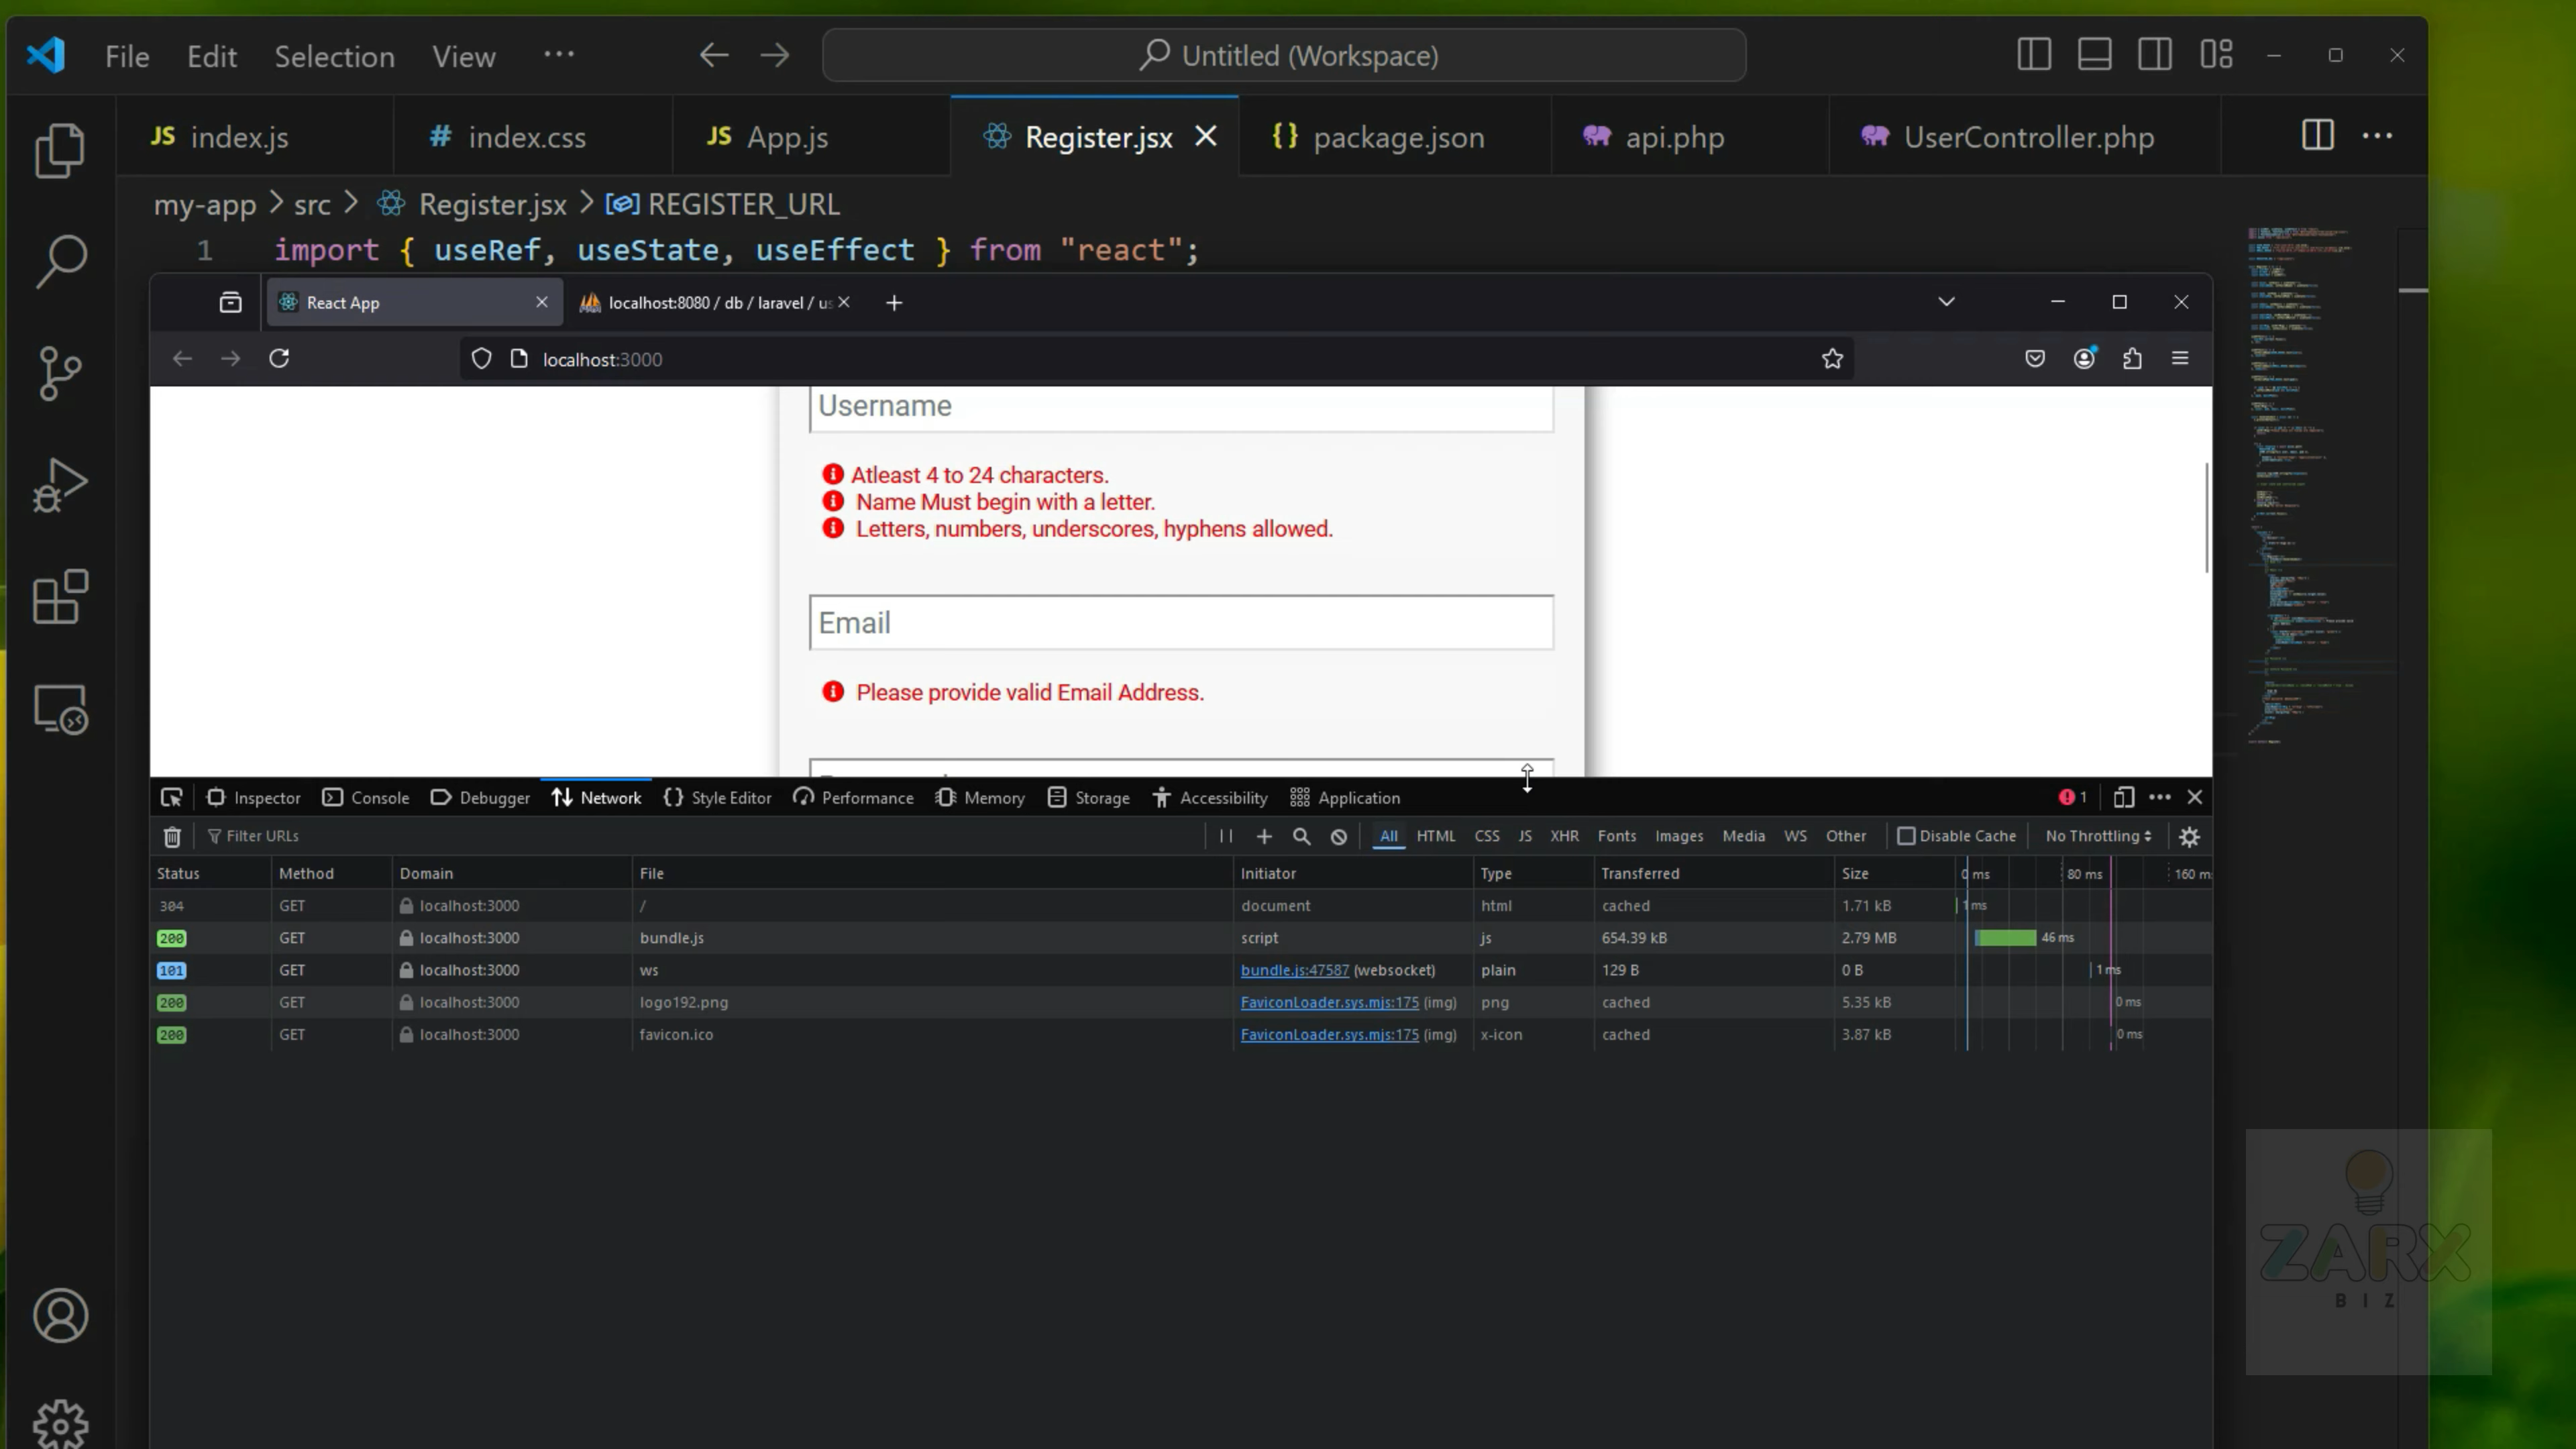 File Edit Selection View ··· Untitled (Workspace)
JS index.js # index.css JS App.js Register.jsx {} package.json api.php UserController.php ···
my-app > src > Register.jsx > REGISTER_URL
1 import { useRef, useState, useEffect } from "react";
React App localhost:8080 / db / laravel / us
localhost:3000
Username
Atleast 4 to 24 characters.
Name Must begin with a letter.
Letters, numbers, underscores, hyphens allowed.
Email
Please provide valid Email Address.
Inspector Console Debugger Network Style Editor Performance Memory Storage Accessibility Application 1
Filter URLs All HTML CSS JS XHR Fonts Images Media WS Other Disable Cache No Throttling
Status Method Domain File Initiator Type Transferred Size 0 ms 80 ms 160 m
304 GET localhost:3000 / document html cached 1.71 kB 1 ms
200 GET localhost:3000 bundle.js script js 654.39 kB 2.79 MB 46 ms
101 GET localhost:3000 ws bundle.js:47587 (websocket) plain 129 B 0 B 1 ms
200 GET localhost:3000 logo192.png FaviconLoader.sys.mjs:175 (img) png cached 5.35 kB 0 ms
200 GET localhost:3000 favicon.ico FaviconLoader.sys.mjs:175 (img) x-icon cached 3.87 kB 0 ms
ZARX
BIZ